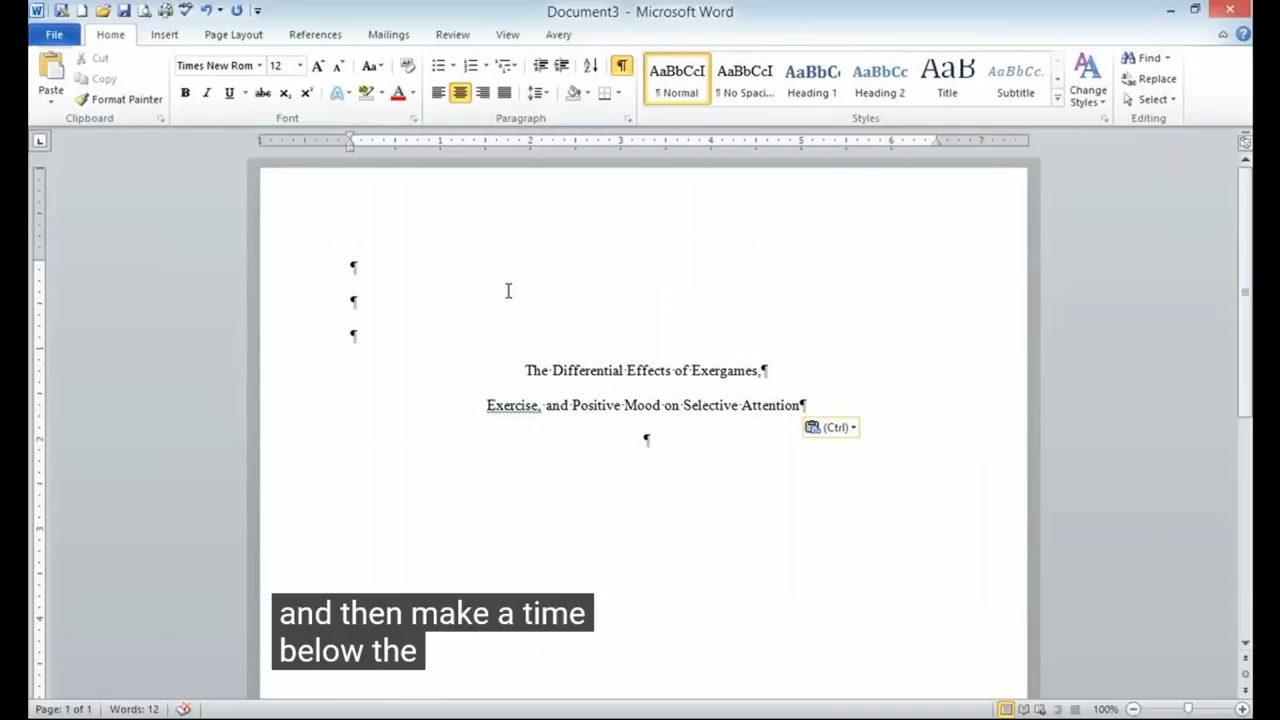 Document3 - Microsoft Word
File Home Insert Page Layout References Mailings Review View Avery
Paste
Cut
Copy
Format Painter
Clipboard
Times New Rom 12
Font
Paragraph
AaBbCcI AaBbCcI AaBbC AaBbCc AaB AaBbCc.
¶ Normal ¶ No Spaci... Heading 1 Heading 2 Title Subtitle
Styles
Change
Styles
Find
Replace
Select
Editing
¶
¶
¶
The Differential Effects of Exergames,¶
Exercise, and Positive Mood on Selective Attention¶
(Ctrl)
¶
and then make a time
below the
Page: 1 of 1 Words: 12 100%